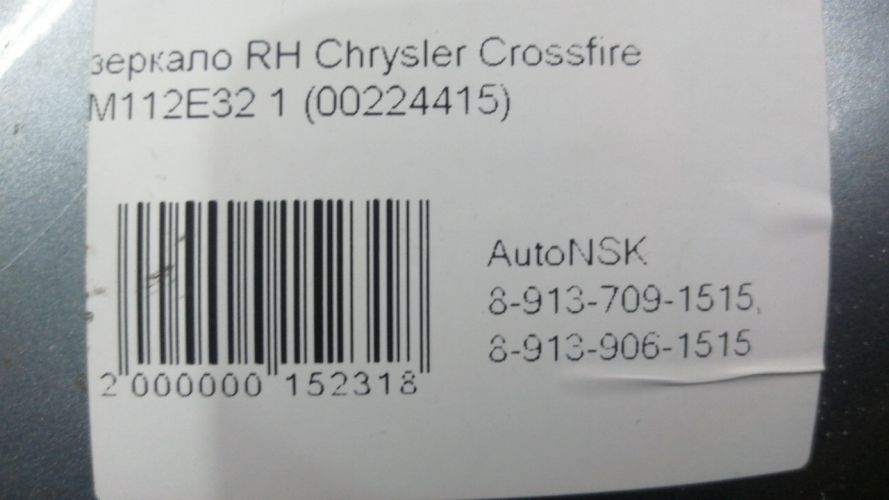 зеркало RH Chrysler Crossfire
M112E32 1 (00224415)
AutoNSK
8-913-709-1515,
8-913-906-1515
2 000000 152318